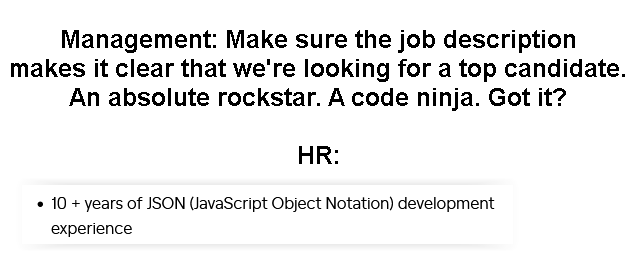 Management: Make sure the job description
makes it clear that we're looking for a top candidate.
An absolute rockstar. A code ninja. Got it?
HR:
• 10 + years of JSON (JavaScript Object Notation) development
experience